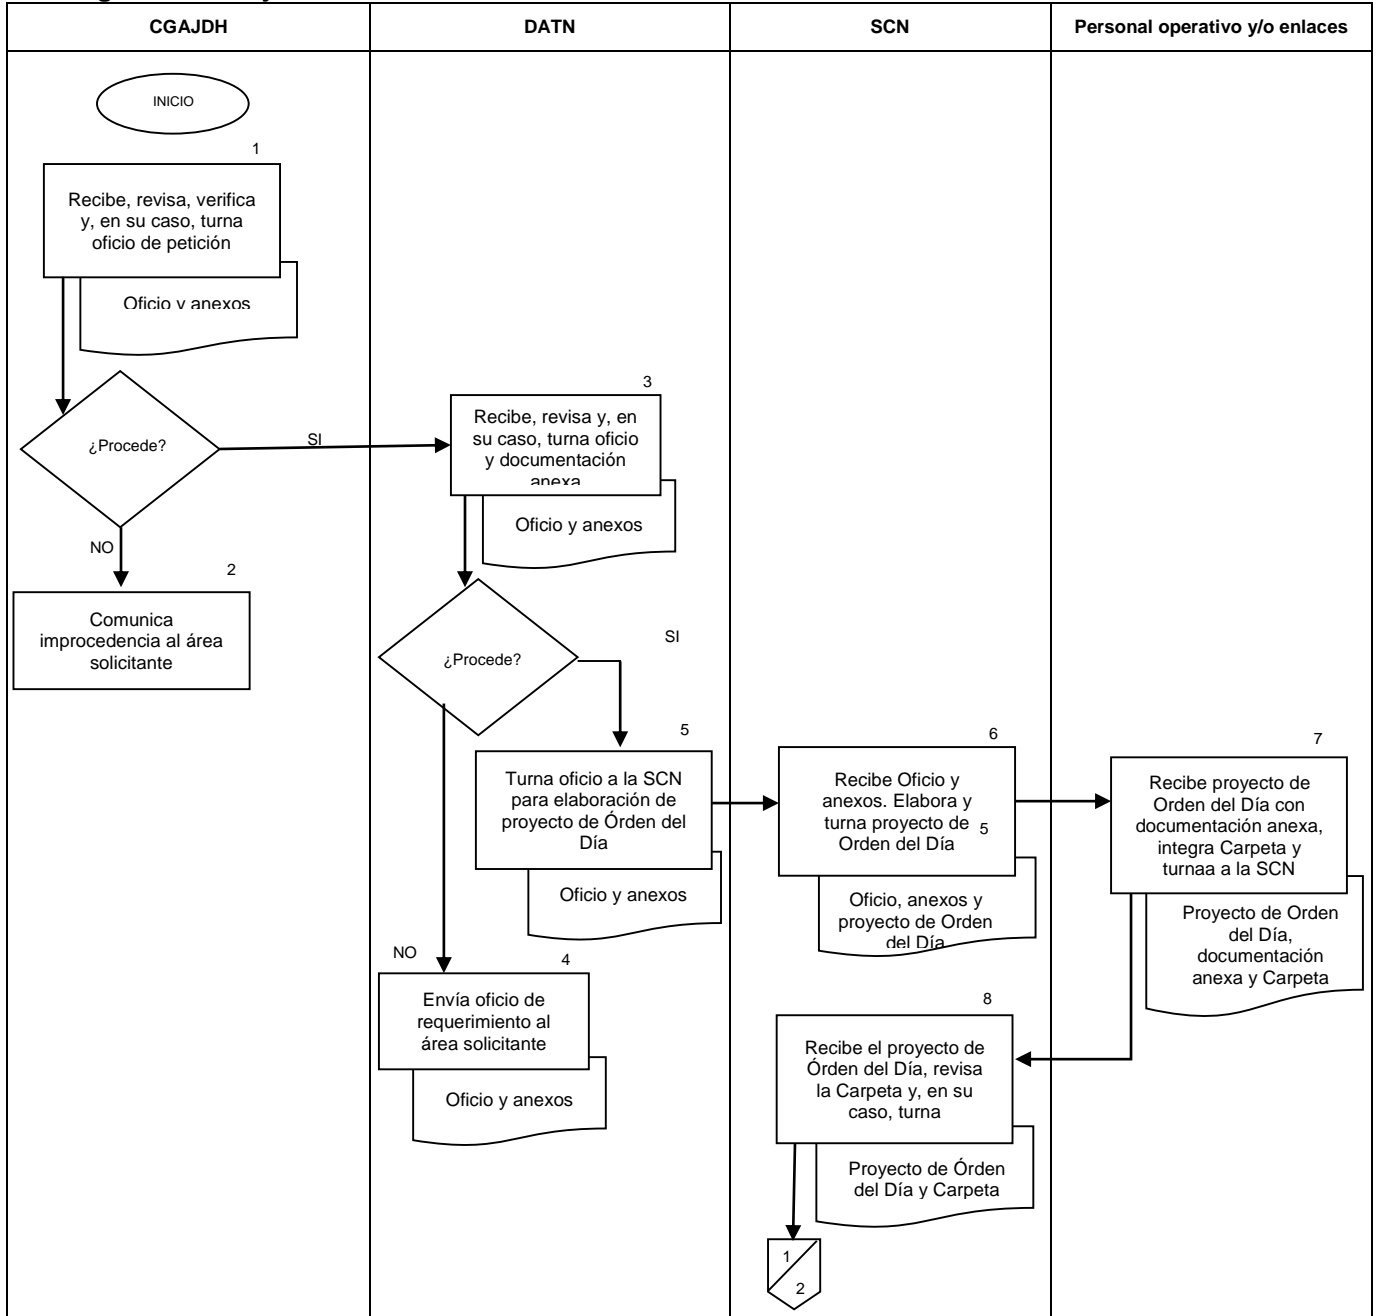 CGAJDH
DATN
SCN
Personal operativo y/o enlaces
INICIO
1
Recibe, revisa, verifica
y, en su caso, turna
oficio de petición
Oficio y anexos
¿Procede?
SI
NO
2
Comunica
improcedencia al área
solicitante
3
Recibe, revisa y, en
su caso, turna oficio
y documentación
anexa
Oficio y anexos
¿Procede?
SI
5
Turna oficio a la SCN
para elaboración de
proyecto de Órden del
Día
Oficio y anexos
NO
4
Envía oficio de
requerimiento al
área solicitante
Oficio y anexos
6
Recibe Oficio y
anexos. Elabora y
turna proyecto de
Orden del Día
5
Oficio, anexos y
proyecto de Orden
del Día
7
Recibe proyecto de
Orden del Día con
documentación anexa,
integra Carpeta y
turnaa a la SCN
Proyecto de Orden
del Día,
documentación
anexa y Carpeta
8
Recibe el proyecto de
Órden del Día, revisa
la Carpeta y, en su
caso, turna
Proyecto de Órden
del Día y Carpeta
1
2